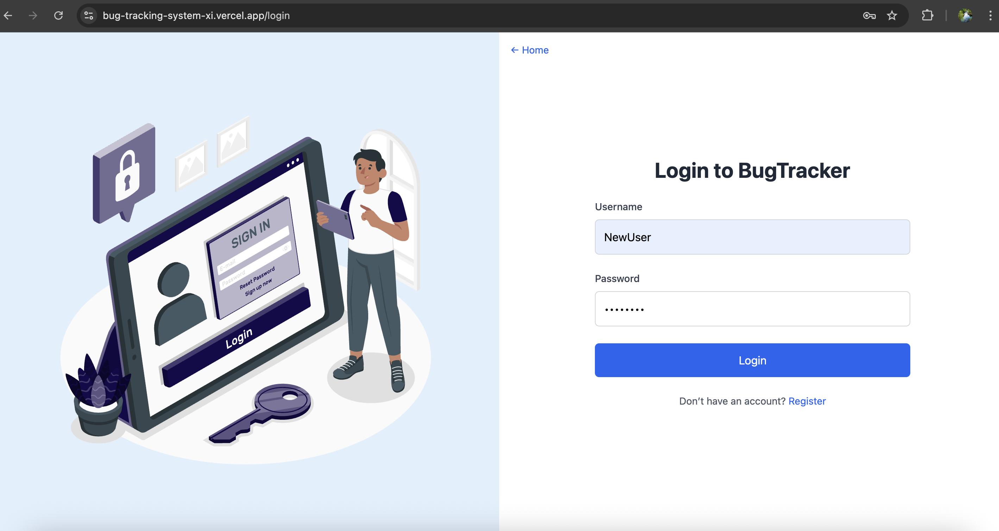 bug-tracking-system-xi.vercel.app/login
← Home
SIGN IN
E-mail
Password
Reset Password
Sign up now
Login
Login to BugTracker
Username
NewUser
Password
••••••••
Login
Don’t have an account? Register